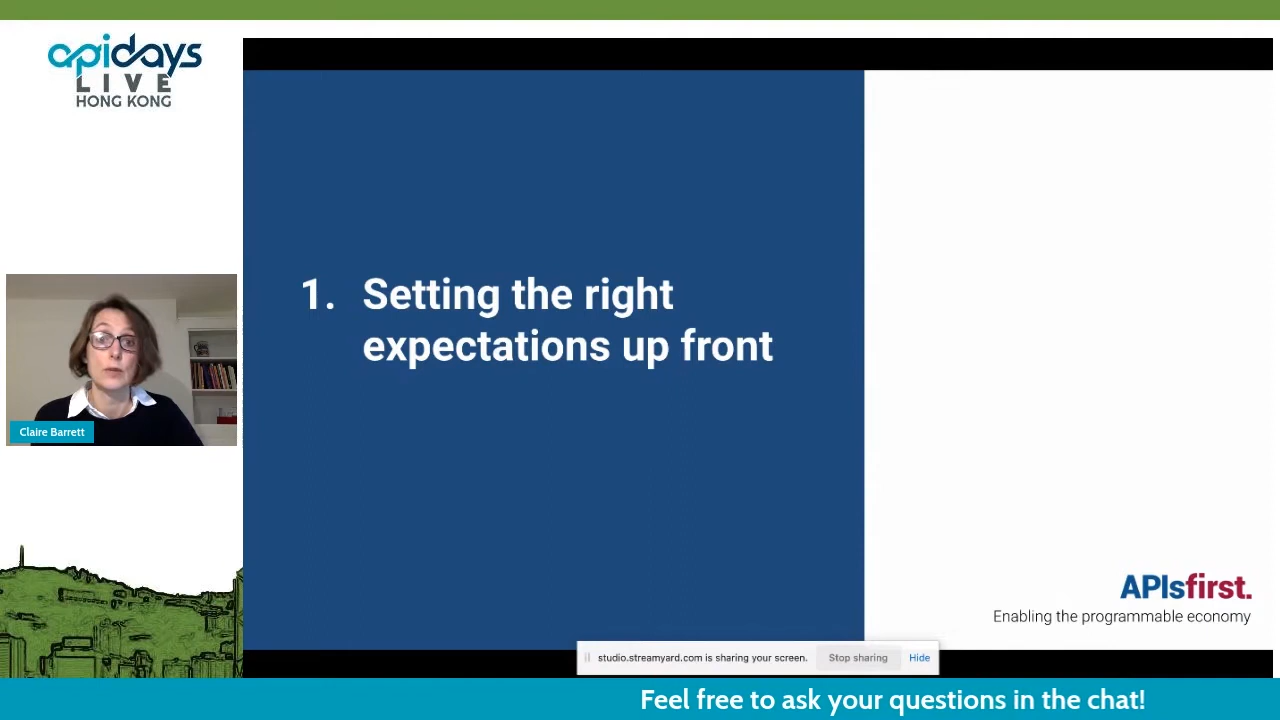 apidays
LIVE
HONG KONG
1. Setting the right
expectations up front
Claire Barrett
APIsfirst.
Enabling the programmable economy
studio.streamyard.com is sharing your screen.
Stop sharing
Hide
Feel free to ask your questions in the chat!